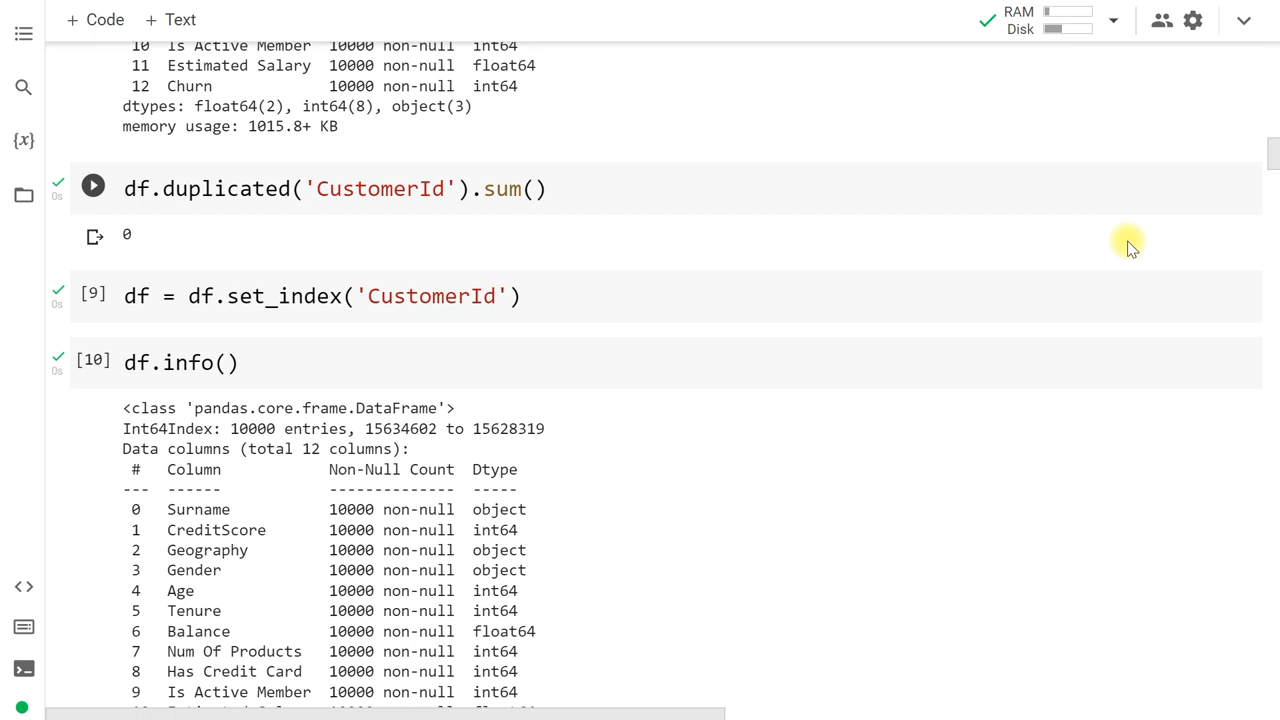 + Code + Text
RAM
Disk
10 Is Active Member 10000 non-null int64
11 Estimated Salary 10000 non-null float64
12 Churn 10000 non-null int64
dtypes: float64(2), int64(8), object(3)
memory usage: 1015.8+ KB
{x}
0s
df.duplicated('CustomerId').sum()
0
0s
[9] df = df.set_index('CustomerId')
0s
[10] df.info()
<class 'pandas.core.frame.DataFrame'>
Int64Index: 10000 entries, 15634602 to 15628319
Data columns (total 12 columns):
# Column Non-Null Count Dtype
--- ------ -------------- -----
0 Surname 10000 non-null object
1 CreditScore 10000 non-null int64
2 Geography 10000 non-null object
3 Gender 10000 non-null object
4 Age 10000 non-null int64
5 Tenure 10000 non-null int64
6 Balance 10000 non-null float64
7 Num Of Products 10000 non-null int64
8 Has Credit Card 10000 non-null int64
9 Is Active Member 10000 non-null int64